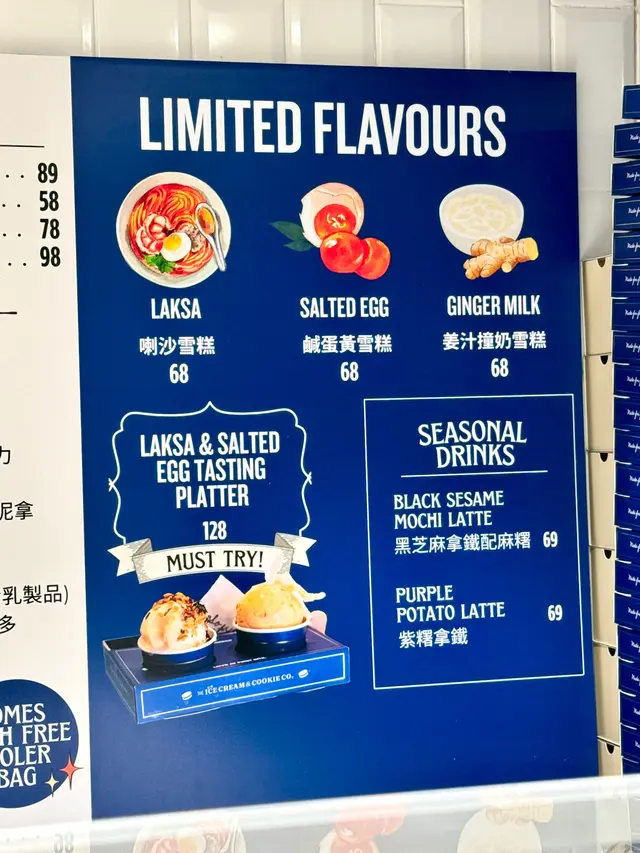 89
58
78
98
力
泥拿
乳製品)
多
OMES
H FREE
OLER
BAG
LIMITED FLAVOURS
LAKSA
喇沙雪糕
68
SALTED EGG
鹹蛋黃雪糕
68
GINGER MILK
姜汁撞奶雪糕
68
LAKSA & SALTED
EGG TASTING
PLATTER
128
MUST TRY!
THE ICE CREAM & COOKIE CO.
SEASONAL
DRINKS
BLACK SESAME
MOCHI LATTE
黑芝麻拿鐵配麻糬 69
PURPLE
POTATO LATTE 69
紫糬拿鐵